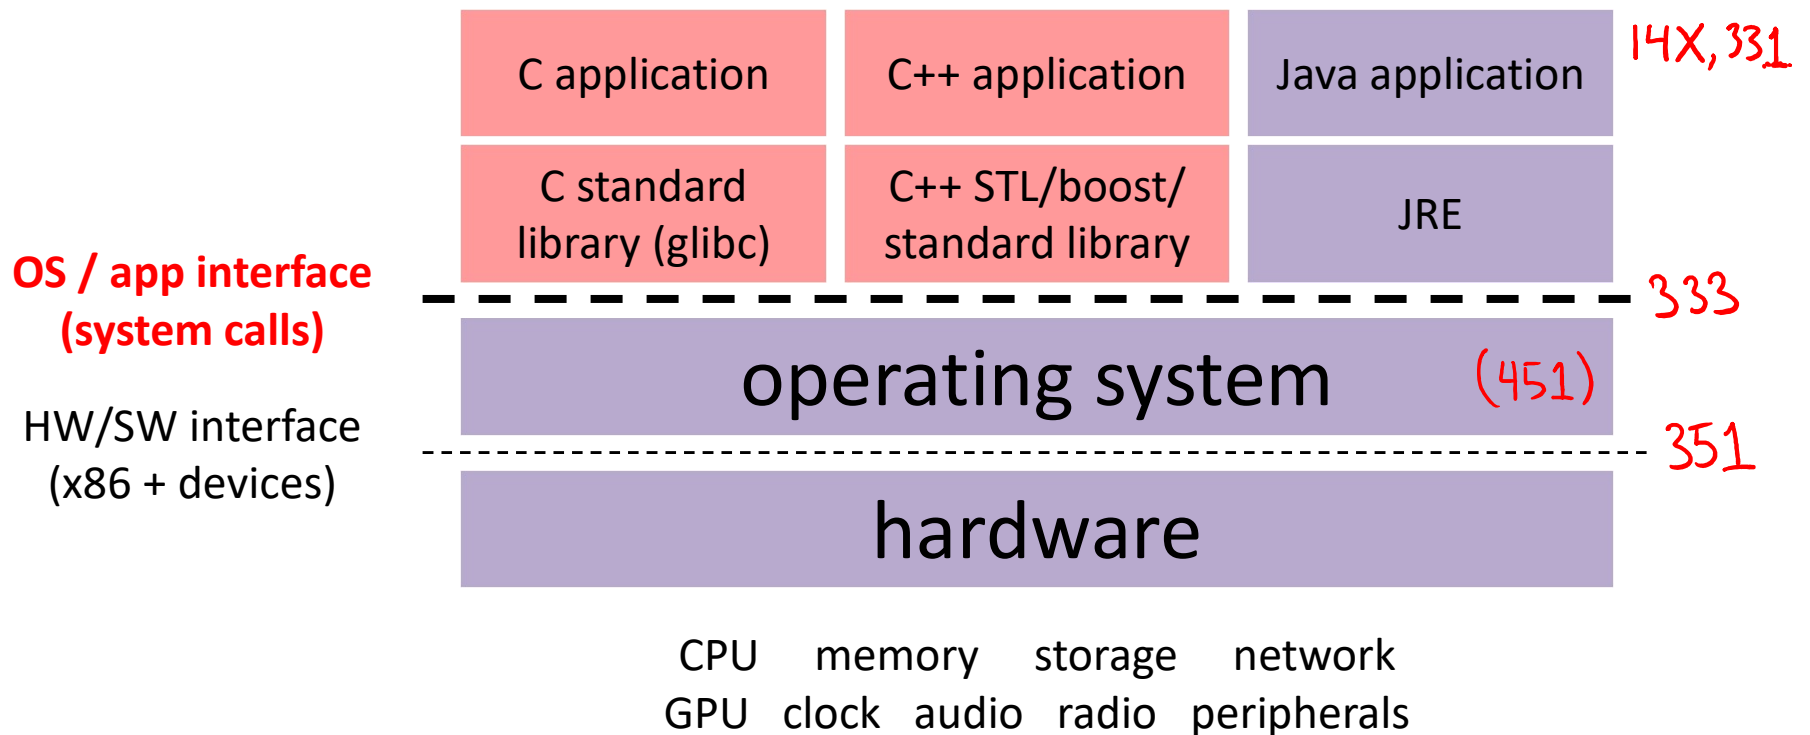 C application
C++ application
Java application
14X, 331
C standard
library (glibc)
C++ STL/boost/
standard library
JRE
OS / app interface
(system calls)
333
operating system
(451)
HW/SW interface
(x86 + devices)
351
hardware
CPU memory storage network
GPU clock audio radio peripherals